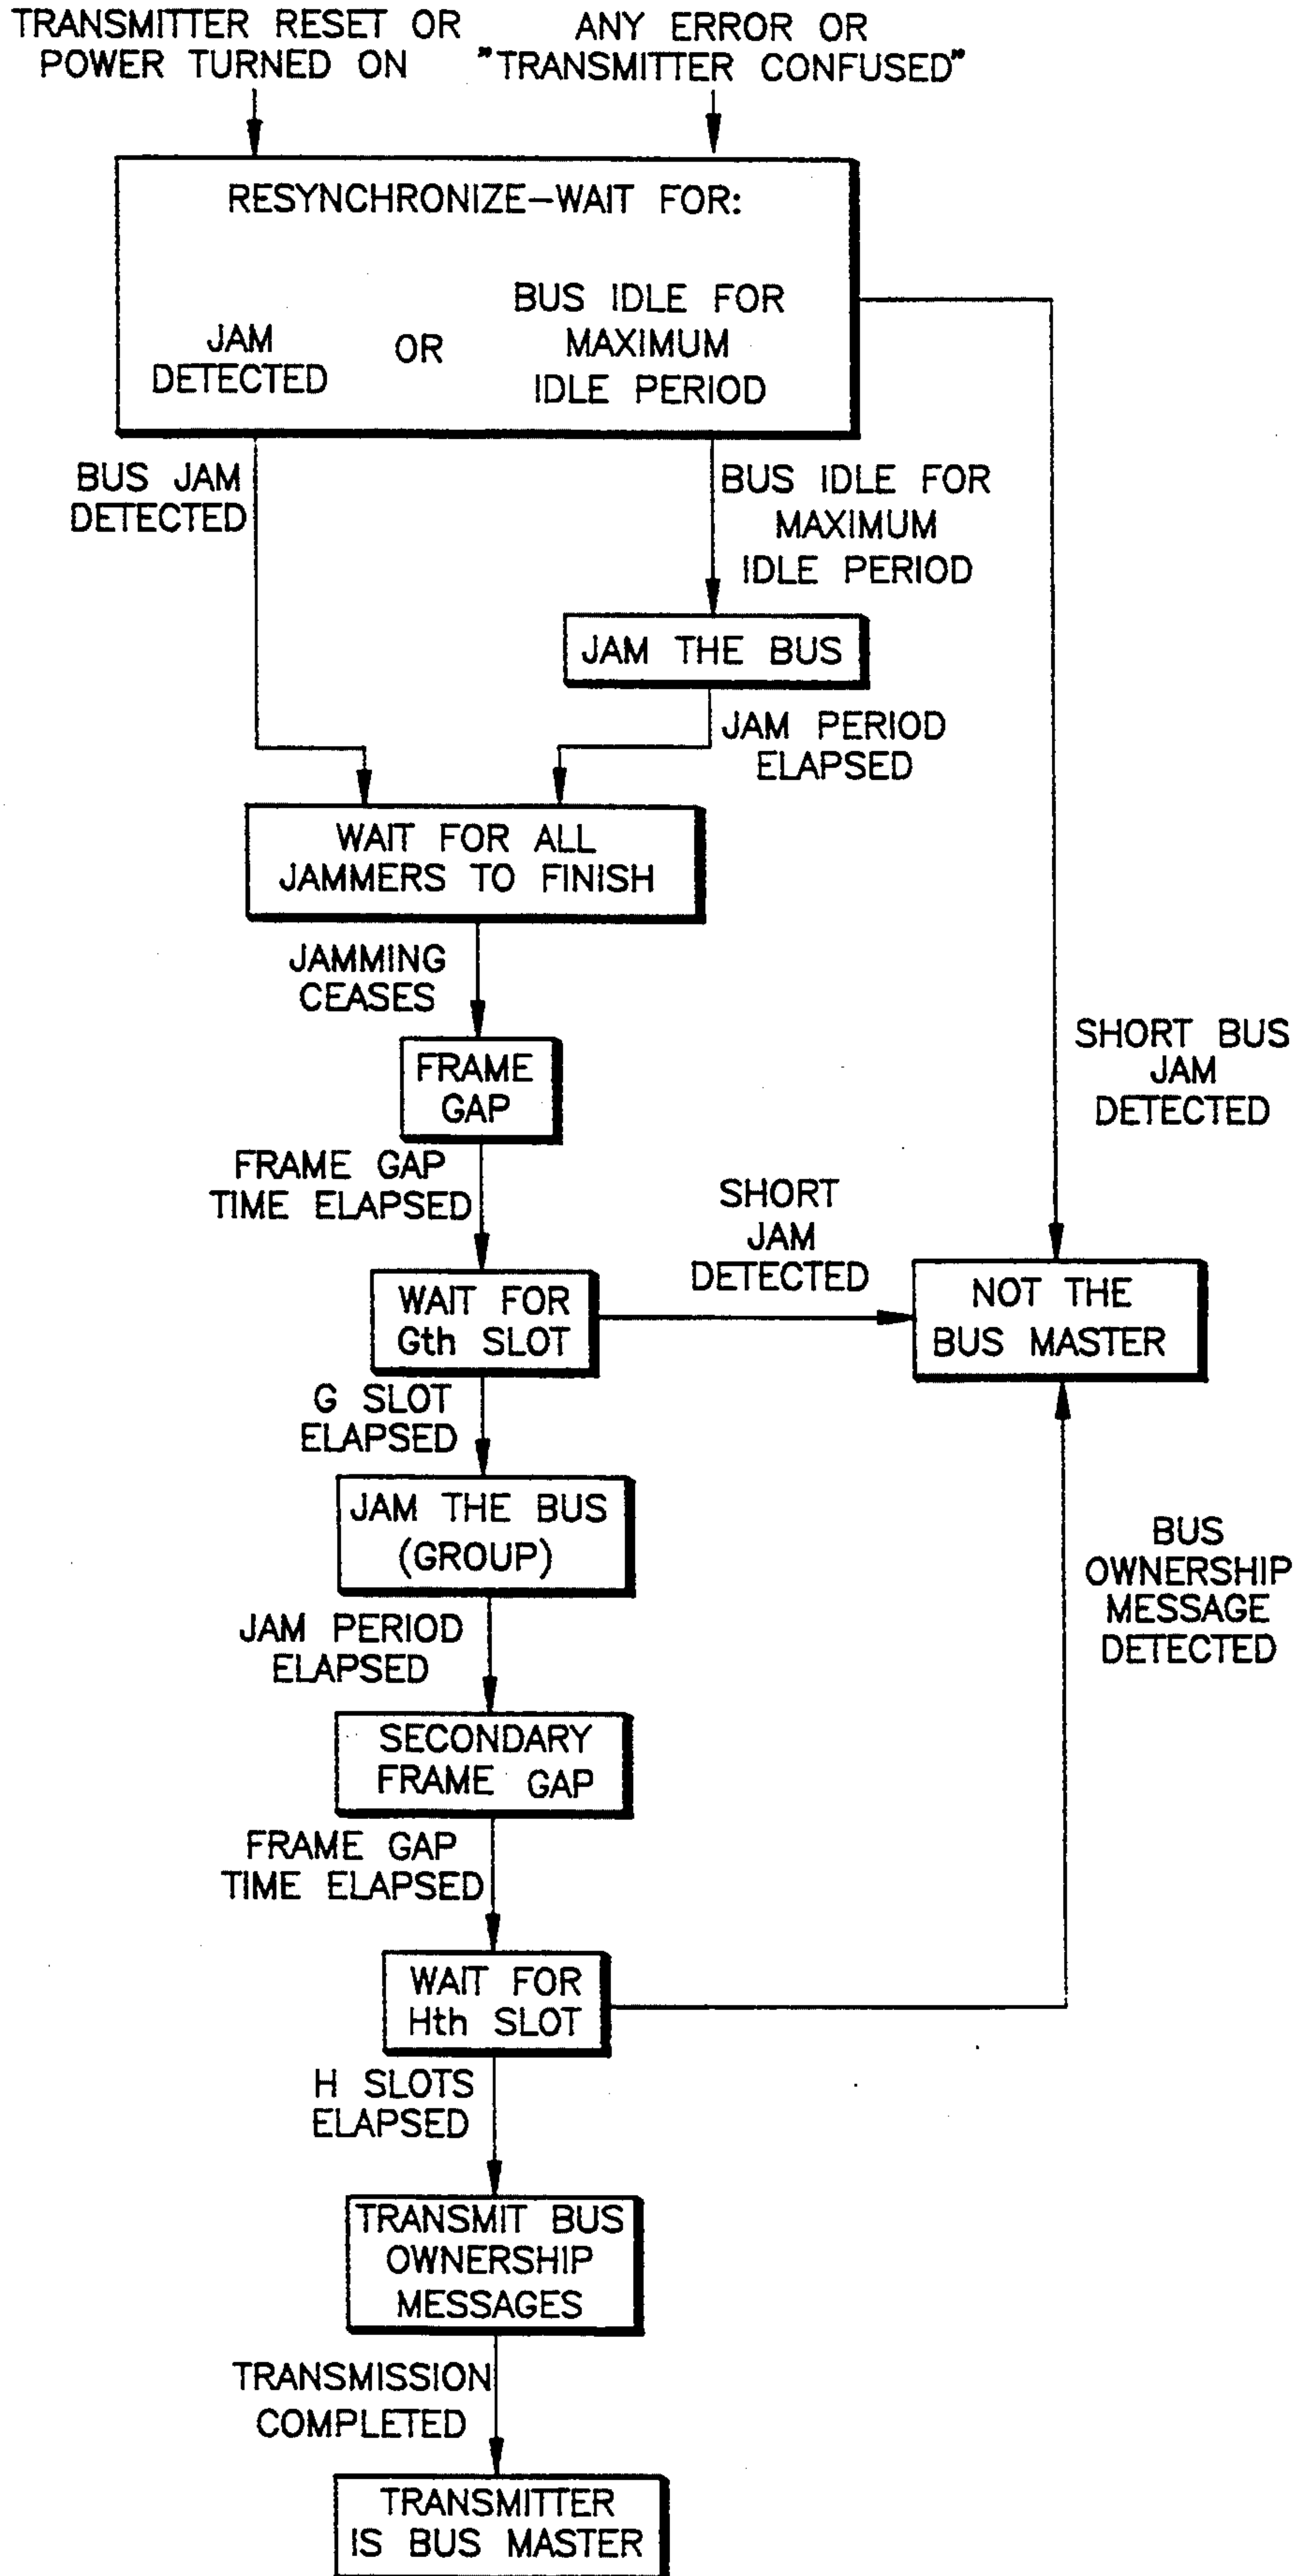 TRANSMITTER RESET OR
POWER TURNED ON
ANY ERROR OR
"TRANSMITTER CONFUSED"
RESYNCHRONIZE-WAIT FOR:
JAM
DETECTED
OR
BUS IDLE FOR
MAXIMUM
IDLE PERIOD
BUS JAM
DETECTED
BUS IDLE FOR
MAXIMUM
IDLE PERIOD
JAM THE BUS
JAM PERIOD
ELAPSED
WAIT FOR ALL
JAMMERS TO FINISH
JAMMING
CEASES
FRAME
GAP
SHORT BUS
JAM
DETECTED
FRAME GAP
TIME ELAPSED
SHORT
JAM
DETECTED
WAIT FOR
Gth SLOT
NOT THE
BUS MASTER
G SLOT
ELAPSED
JAM THE BUS
(GROUP)
BUS
OWNERSHIP
MESSAGE
DETECTED
JAM PERIOD
ELAPSED
SECONDARY
FRAME GAP
FRAME GAP
TIME ELAPSED
WAIT FOR
Hth SLOT
H SLOTS
ELAPSED
TRANSMIT BUS
OWNERSHIP
MESSAGES
TRANSMISSION
COMPLETED
TRANSMITTER
IS BUS MASTER